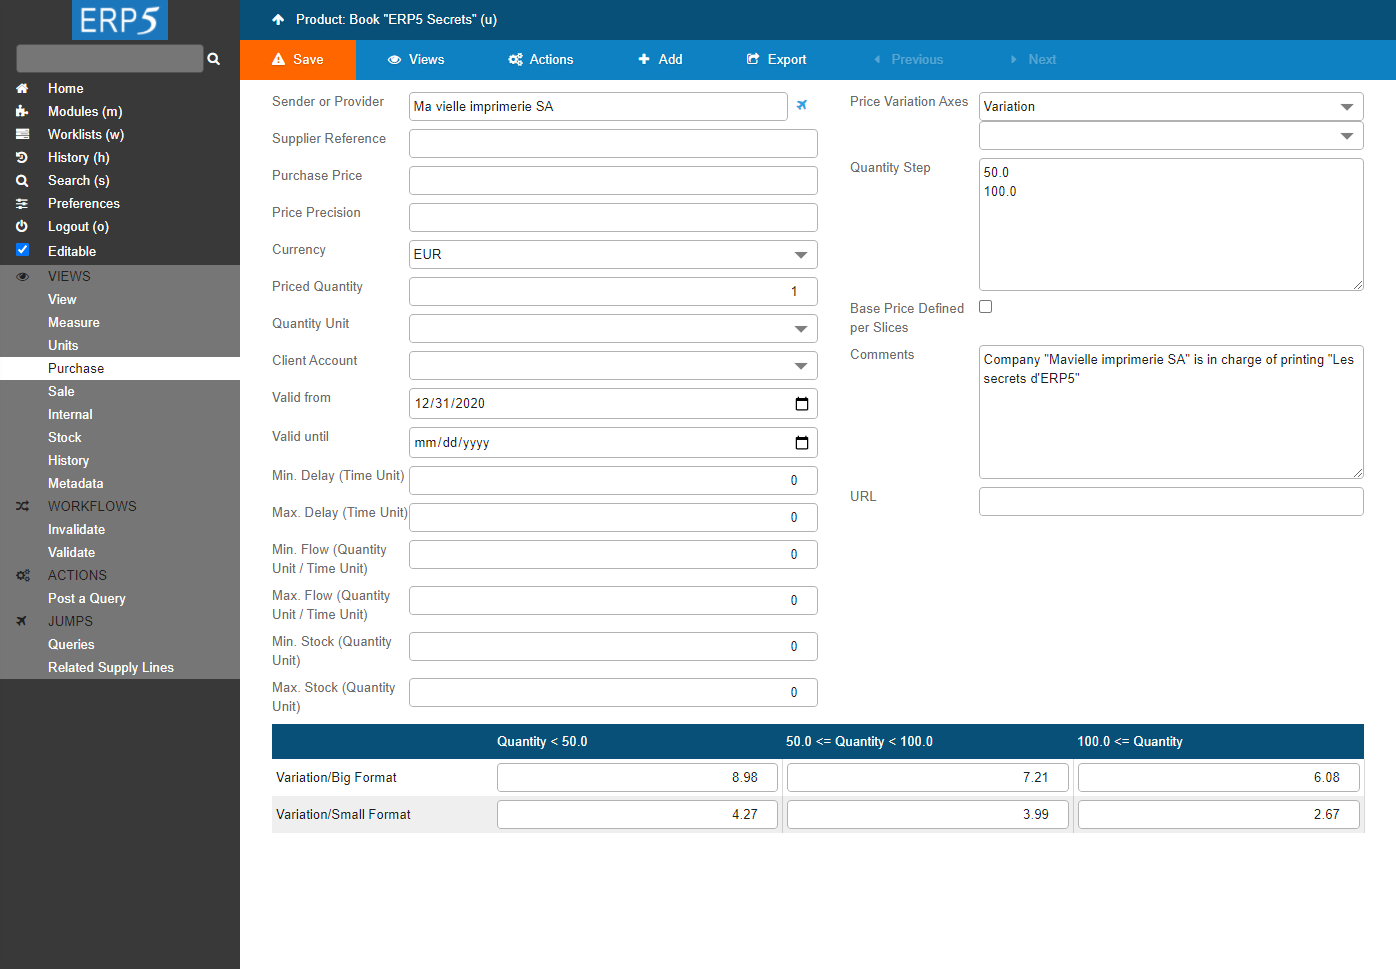 ERP5
Product: Book "ERP5 Secrets" (u)
Save
Views
Actions
Add
Export
Previous
Next
Home
Modules (m)
Worklists (w)
History (h)
Search (s)
Preferences
Logout (o)
Editable
VIEWS
View
Measure
Units
Purchase
Sale
Internal
Stock
History
Metadata
WORKFLOWS
Invalidate
Validate
ACTIONS
Post a Query
JUMPS
Queries
Related Supply Lines
Sender or Provider
Ma vielle imprimerie SA
Supplier Reference
Purchase Price
Price Precision
Currency
EUR
Priced Quantity
1
Quantity Unit
Client Account
Valid from
12/31/2020
Valid until
mm/dd/yyyy
Min. Delay (Time Unit)
0
Max. Delay (Time Unit)
0
Min. Flow (Quantity
Unit / Time Unit)
0
Max. Flow (Quantity
Unit / Time Unit)
0
Min. Stock (Quantity
Unit)
0
Max. Stock (Quantity
Unit)
0
Price Variation Axes
Variation
Quantity Step
50.0
100.0
Base Price Defined
per Slices
Comments
Company "Mavielle imprimerie SA" is in charge of printing "Les
secrets d'ERP5"
URL
Quantity < 50.0
50.0 <= Quantity < 100.0
100.0 <= Quantity
Variation/Big Format
8.98
7.21
6.08
Variation/Small Format
4.27
3.99
2.67